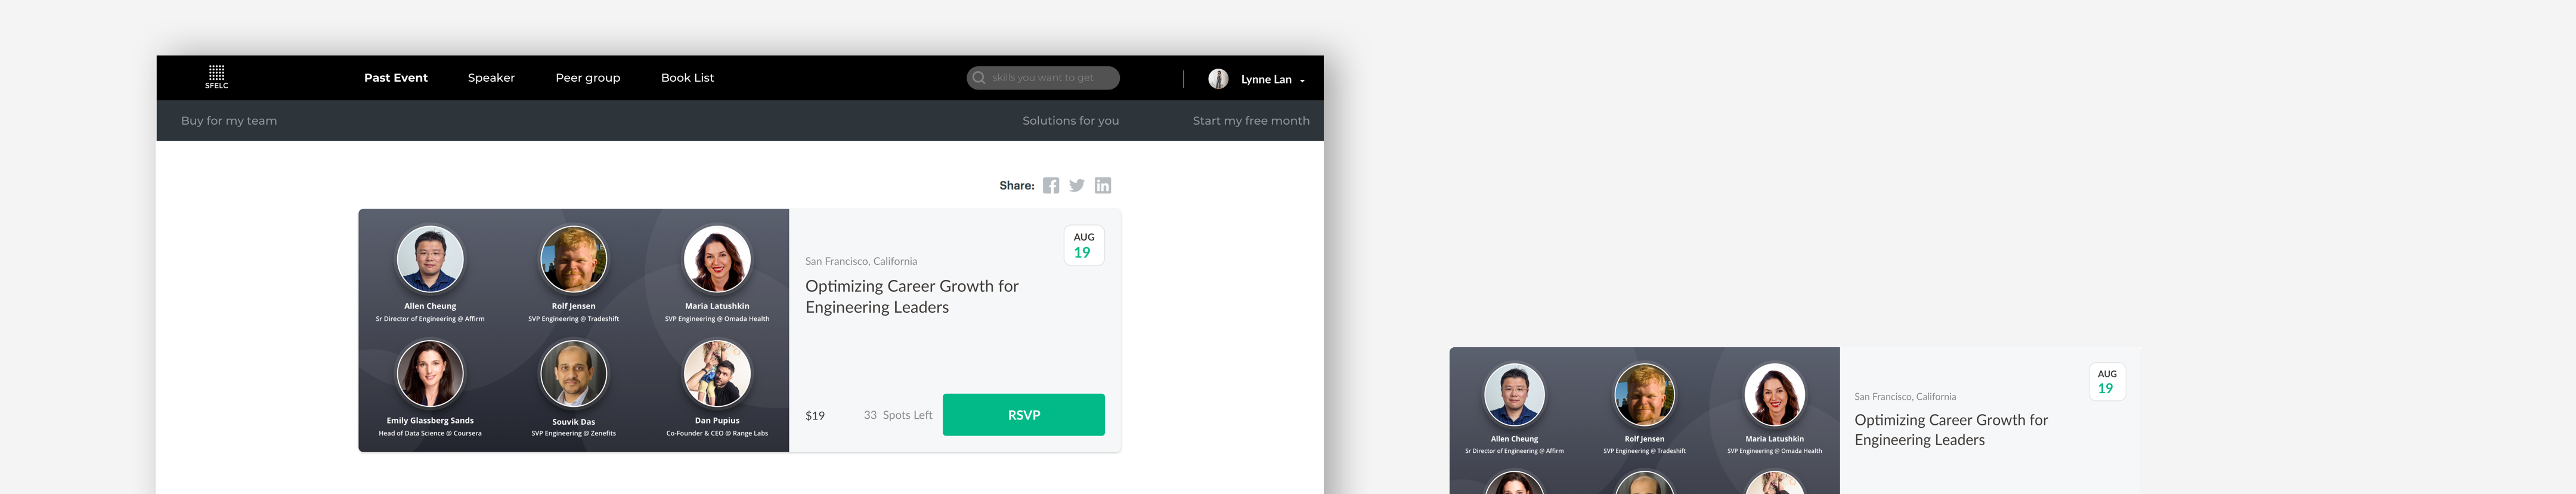 SFELC
Past Event
Speaker
Peer group
Book List
skills you want to get
Lynne Lan
Buy for my team
Solutions for you
Start my free month
Share:
Allen Cheung
Sr Director of Engineering @ Affirm
Rolf Jensen
SVP Engineering @ Tradeshift
Maria Latushkin
SVP Engineering @ Omada Health
Emily Glassberg Sands
Head of Data Science @ Coursera
Souvik Das
SVP Engineering @ Zenefits
Dan Pupius
Co-Founder & CEO @ Range Labs
AUG
19
San Francisco, California
Optimizing Career Growth for
Engineering Leaders
$19
33 Spots Left
RSVP
Allen Cheung
Sr Director of Engineering @ Affirm
Rolf Jensen
SVP Engineering @ Tradeshift
Maria Latushkin
SVP Engineering @ Omada Health
AUG
19
San Francisco, California
Optimizing Career Growth for
Engineering Leaders